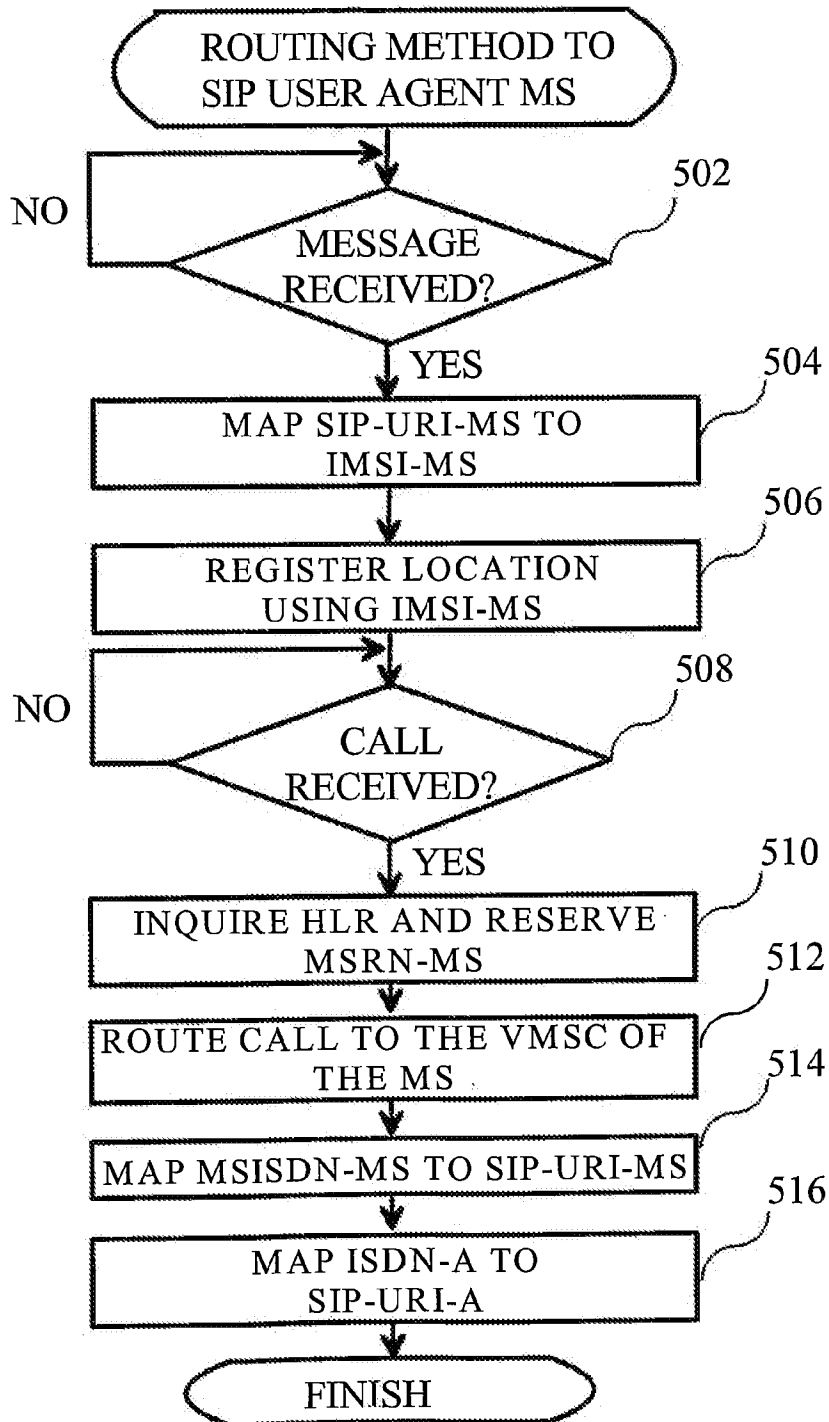 ROUTING METHOD TO
SIP USER AGENT MS
502
NO
MESSAGE
RECEIVED?
YES
504
MAP SIP-URI-MS TO
IMSI-MS
506
REGISTER LOCATION
USING IMSI-MS
508
NO
CALL
RECEIVED?
YES
510
INQUIRE HLR AND RESERVE
MSRN-MS
512
ROUTE CALL TO THE VMSC OF
THE MS
514
MAP MSISDN-MS TO SIP-URI-MS
516
MAP ISDN-A TO
SIP-URI-A
FINISH